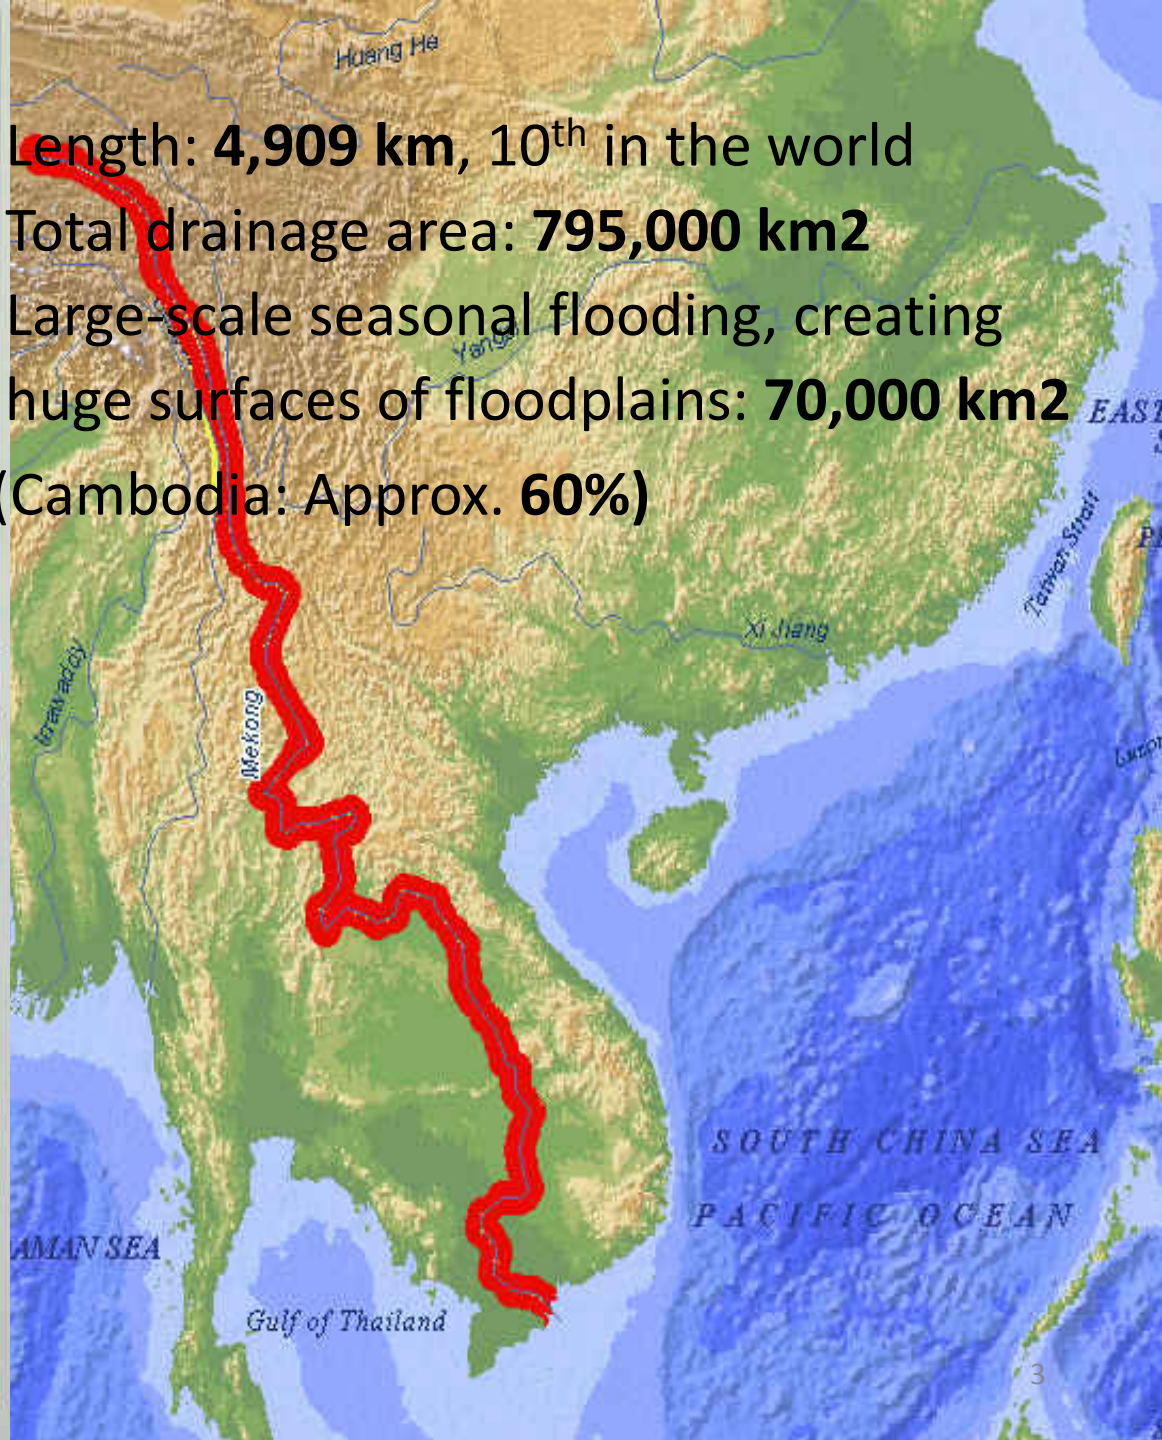 Huang He
Length: 4,909 km, 10th in the world
Total drainage area: 795,000 km2
Large-scale seasonal flooding, creating
huge surfaces of floodplains: 70,000 km2
(Cambodia: Approx. 60%)
EAST
Taiwan Strait
Xi Jiang
Irrawaddy
Mekong
SOUTH CHINA SEA
PACIFIC OCEAN
AMAN SEA
Gulf of Thailand
3